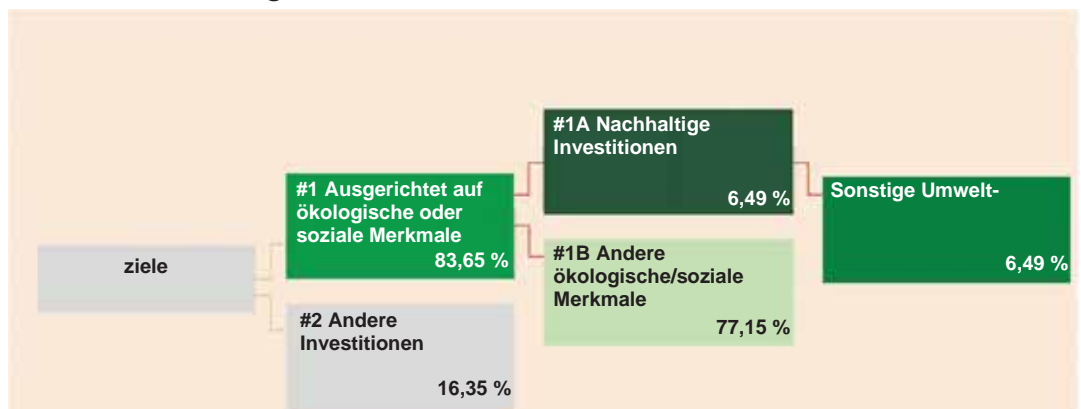 ziele
#1 Ausgerichtet auf
ökologische oder
soziale Merkmale
83,65 %
#2 Andere
Investitionen
16,35 %
#1A Nachhaltige
Investitionen
6,49 %
#1B Andere
ökologische/soziale
Merkmale
77,15 %
Sonstige Umwelt-
6,49 %